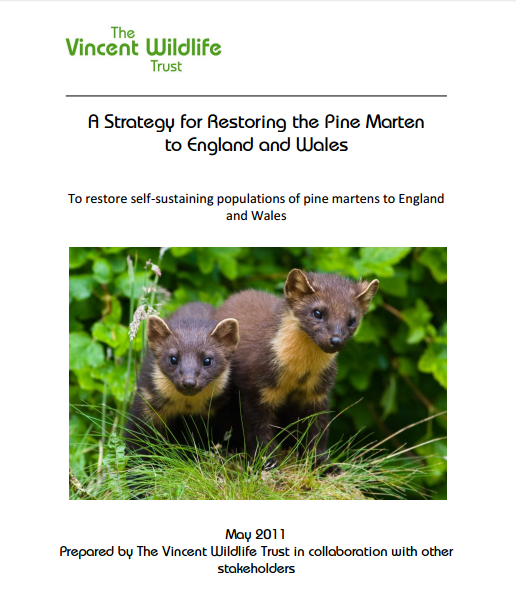 The
Vincent Wildlife
Trust
A Strategy for Restoring the Pine Marten
to England and Wales
To restore self-sustaining populations of pine martens to England
and Wales
May 2011
Prepared by The Vincent Wildlife Trust in collaboration with other
stakeholders